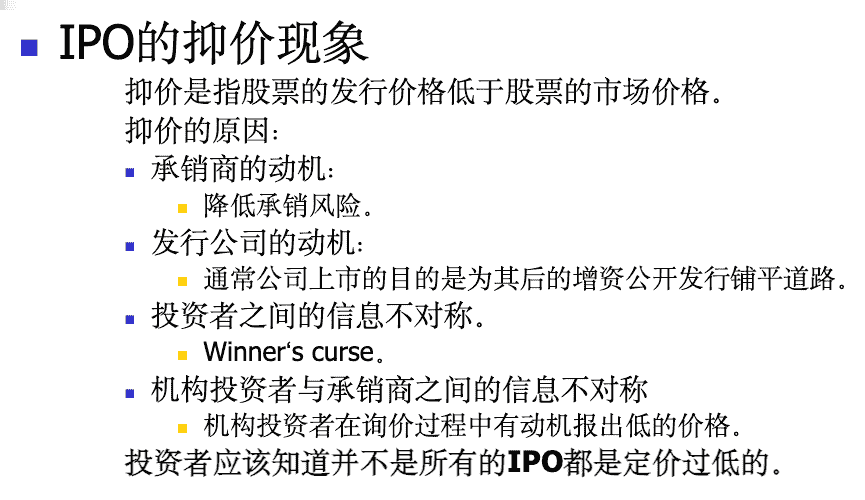 IPO的抑价现象
抑价是指股票的发行价格低于股票的市场价格。
抑价的原因：
承销商的动机：
降低承销风险。
发行公司的动机：
通常公司上市的目的是为其后的增资公开发行铺平道路。
投资者之间的信息不对称。
Winner‘s curse。
机构投资者与承销商之间的信息不对称
机构投资者在询价过程中有动机报出低的价格。
投资者应该知道并不是所有的IPO都是定价过低的。